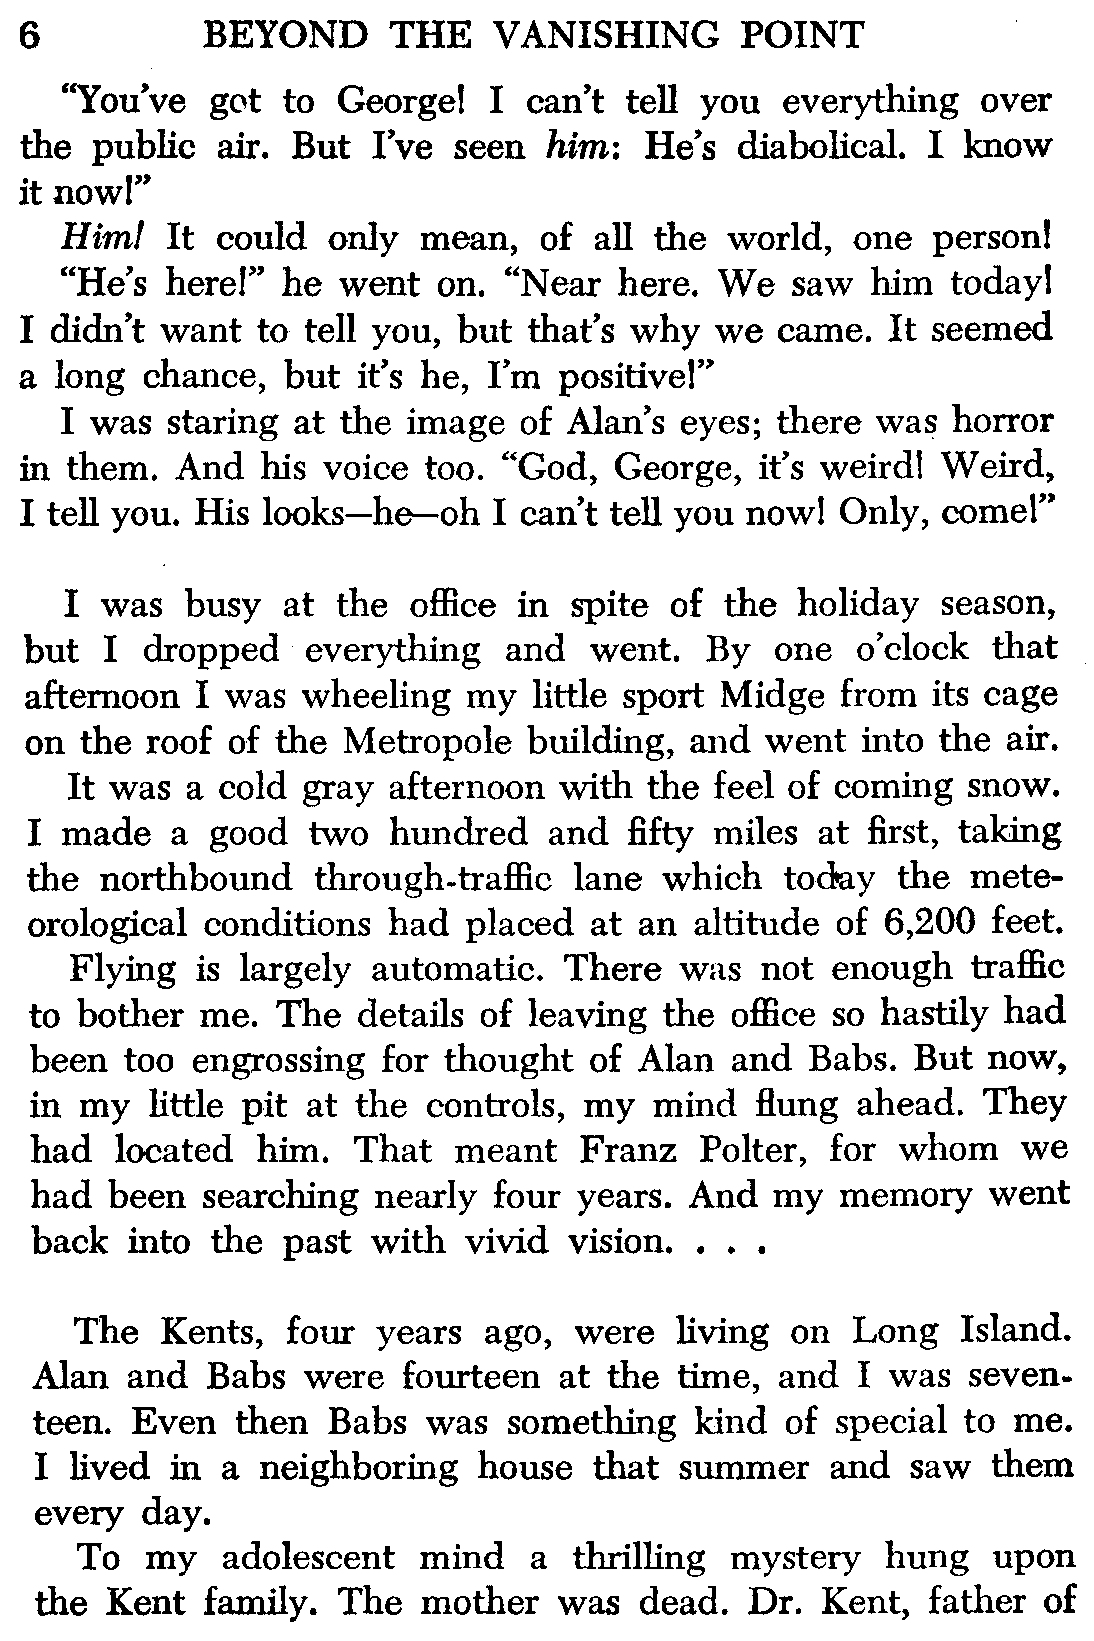 6 BEYOND THE VANISHING POINT
“You’ve got to George! I can’t tell you everything over
the public air. But I’ve seen him: He’s diabolical. I know
it now!”
Him! It could only mean, of all the world, one person!
“He’s here!” he went on. “Near here. We saw him today!
I didn’t want to tell you, but that’s why we came. It seemed
a long chance, but it’s he, I’m positive!”
I was staring at the image of Alan’s eyes; there was horror
in them. And his voice too. “God, George, it’s weird! Weird,
I tell you. His looks—he—oh I can’t tell you now! Only, come!”
I was busy at the office in spite of the holiday season,
but I dropped everything and went. By one o’clock that
afternoon I was wheeling my little sport Midge from its cage
on the roof of the Metropole building, and went into the air.
It was a cold gray afternoon with the feel of coming snow.
I made a good two hundred and fifty miles at first, taking
the northbound through-traffic lane which today the mete-
orological conditions had placed at an altitude of 6,200 feet.
Flying is largely automatic. There was not enough traffic
to bother me. The details of leaving the office so hastily had
been too engrossing for thought of Alan and Babs. But now,
in my little pit at the controls, my mind flung ahead. They
had located him. That meant Franz Polter, for whom we
had been searching nearly four years. And my memory went
back into the past with vivid vision. . . .
The Kents, four years ago, were living on Long Island.
Alan and Babs were fourteen at the time, and I was seven-
teen. Even then Babs was something kind of special to me.
I lived in a neighboring house that summer and saw them
every day.
To my adolescent mind a thrilling mystery hung upon
the Kent family. The mother was dead. Dr. Kent, father of